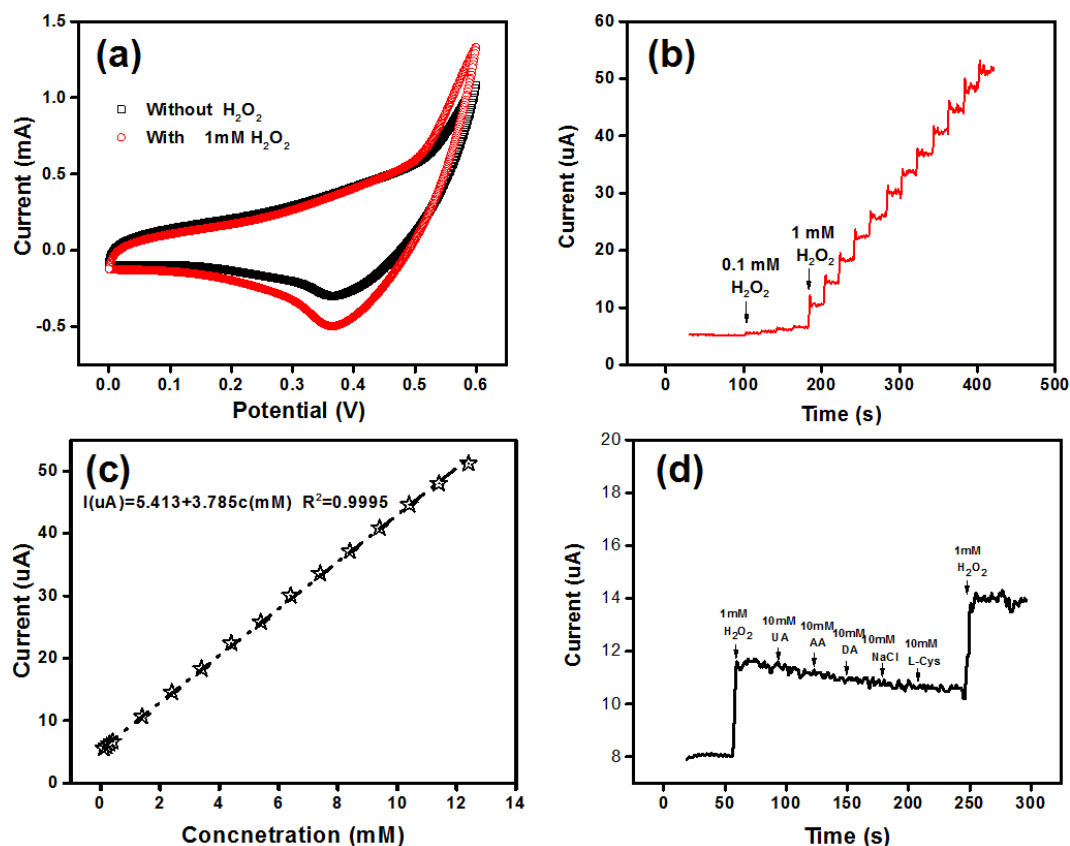 (a)
Without H₂O₂
With 1mM H₂O₂
1.5
1.0
0.5
0.0
-0.5
Current (mA)
0.0 0.1 0.2 0.3 0.4 0.5 0.6
Potential (V)
(b)
60
50
40
30
20
10
0
Current (uA)
0.1 mM
H₂O₂
1 mM
H₂O₂
0 100 200 300 400 500
Time (s)
(c)
I(uA)=5.413+3.785c(mM) R²=0.9995
50
40
30
20
10
0
Current (uA)
0 2 4 6 8 10 12 14
Concnetration (mM)
(d)
20
18
16
14
12
10
8
Current (uA)
1mM
H₂O₂
10mM
UA
10mM
AA
10mM
DA
10mM
NaCl
10mM
L-Cys
1mM
H₂O₂
0 50 100 150 200 250 300
Time (s)